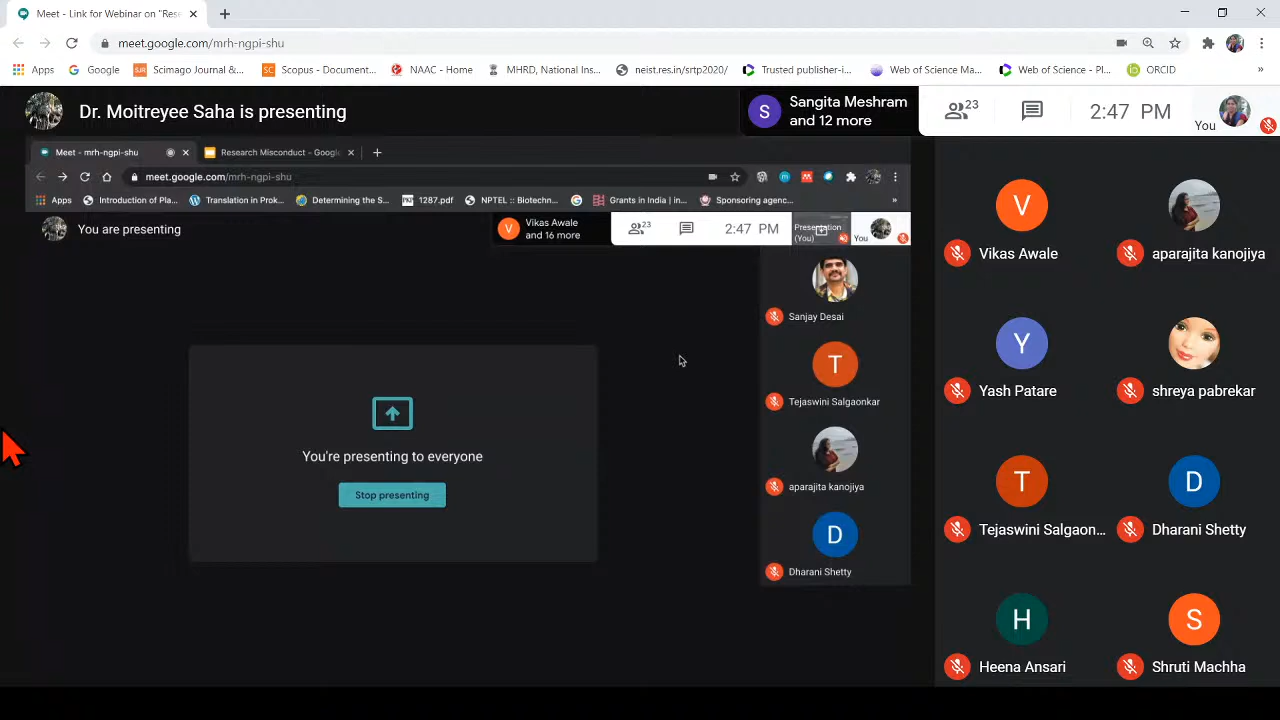 Meet - Link for Webinar on "Rese
meet.google.com/mrh-ngpi-shu
Apps
Google
SJR
Scimago Journal &...
SC
Scopus - Document...
NAAC - Home
MHRD, National Ins...
neist.res.in/srtp2020/
Trusted publisher-i...
Web of Science Ma...
Web of Science - Pl...
iD
ORCID
»
Dr. Moitreyee Saha is presenting
S
Sangita Meshram
and 12 more
23
2:47 PM
You
Meet - mrh-ngpi-shu
Research Misconduct - Google
meet.google.com/mrh-ngpi-shu
Apps
Introduction of Pla...
Translation in Prok...
Determining the S...
1287.pdf
NPTEL :: Biotechn...
Grants in India | in...
Sponsoring agenc...
»
You are presenting
Vikas Awale
and 16 more
23
2:47 PM
Presentation
(You)
You
Sanjay Desai
T
Tejaswini Salgaonkar
aparajita kanojiya
D
Dharani Shetty
You're presenting to everyone
Stop presenting
V
Vikas Awale
aparajita kanojiya
Y
Yash Patare
shreya pabrekar
T
Tejaswini Salgaon...
D
Dharani Shetty
H
Heena Ansari
S
Shruti Machha